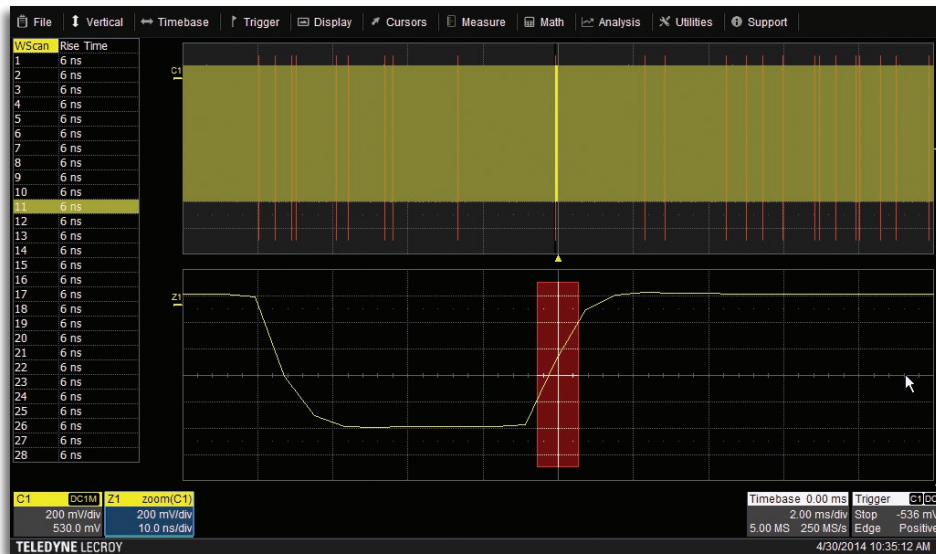 File Vertical Timebase Trigger Display Cursors Measure Math Analysis Utilities Support
WScan Rise Time
1 6 ns
2 6 ns
3 6 ns
4 6 ns
5 6 ns
6 6 ns
7 6 ns
8 6 ns
9 6 ns
10 6 ns
11 6 ns
12 6 ns
13 6 ns
14 6 ns
15 6 ns
16 6 ns
17 6 ns
18 6 ns
19 6 ns
20 6 ns
21 6 ns
22 6 ns
23 6 ns
24 6 ns
25 6 ns
26 6 ns
27 6 ns
28 6 ns
C1
Z1
C1 DC1M
200 mV/div
530.0 mV
Z1 zoom(C1)
200 mV/div
10.0 ns/div
Timebase 0.00 ms
2.00 ms/div
5.00 MS 250 MS/s
Trigger C1 DC
Stop -536 mV
Edge Positive
TELEDYNE LECROY
4/30/2014 10:35:12 AM